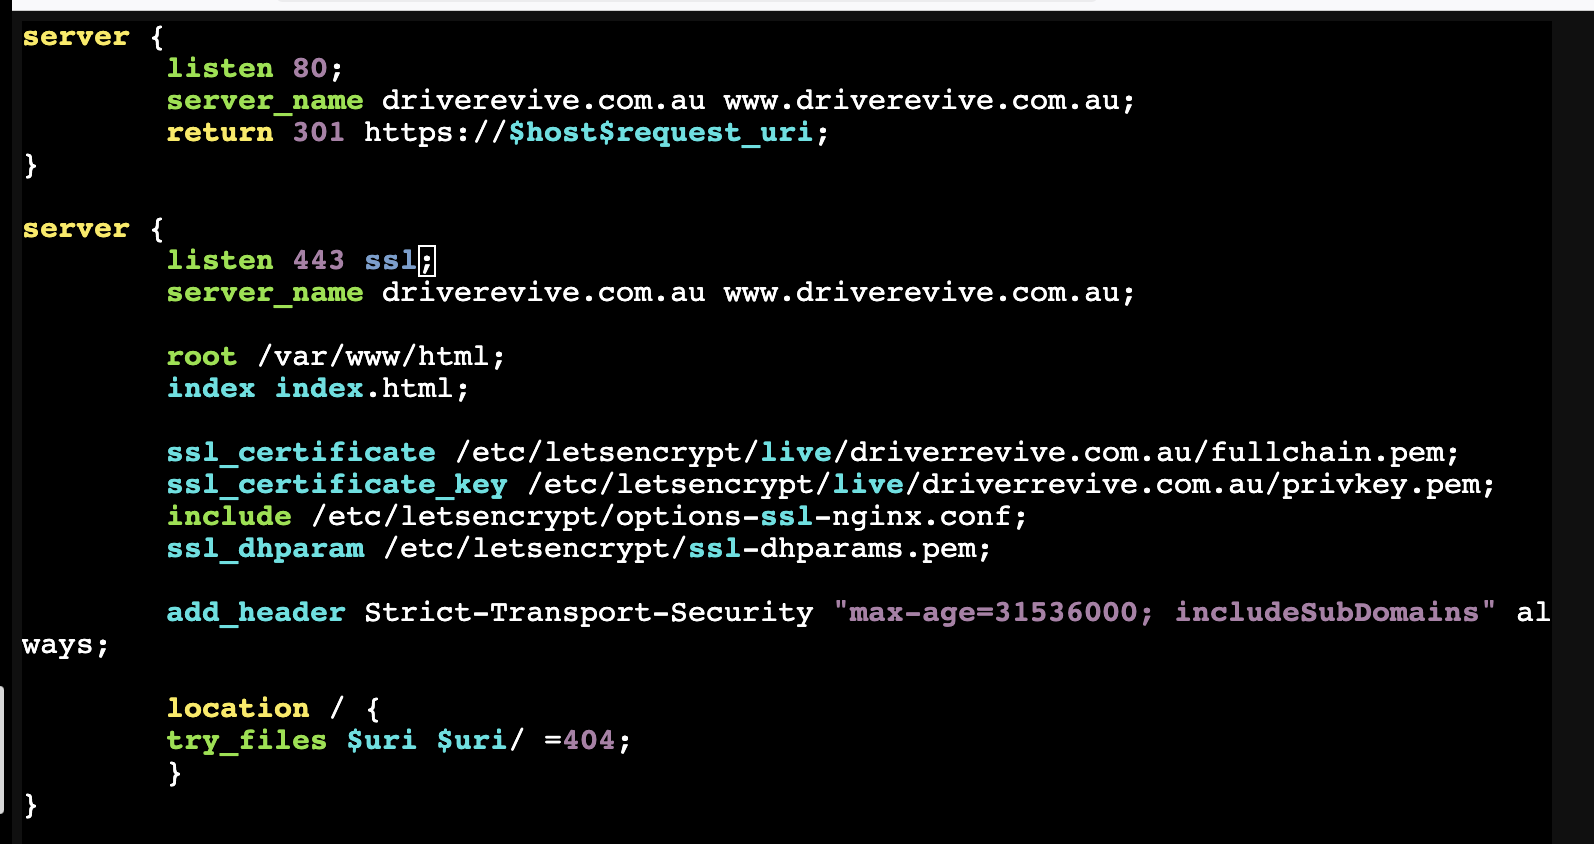 server {
listen 80;
server_name driverevive.com.au www.driverevive.com.au;
return 301 https://$host$request_uri;
}
server {
listen 443 ssl;
server_name driverevive.com.au www.driverevive.com.au;
root /var/www/html;
index index.html;
ssl_certificate /etc/letsencrypt/live/driverrevive.com.au/fullchain.pem;
ssl_certificate_key /etc/letsencrypt/live/driverrevive.com.au/privkey.pem;
include /etc/letsencrypt/options-ssl-nginx.conf;
ssl_dhparam /etc/letsencrypt/ssl-dhparams.pem;
add_header Strict-Transport-Security "max-age=31536000; includeSubDomains" al
ways;
location / {
try_files $uri $uri/ =404;
}
}